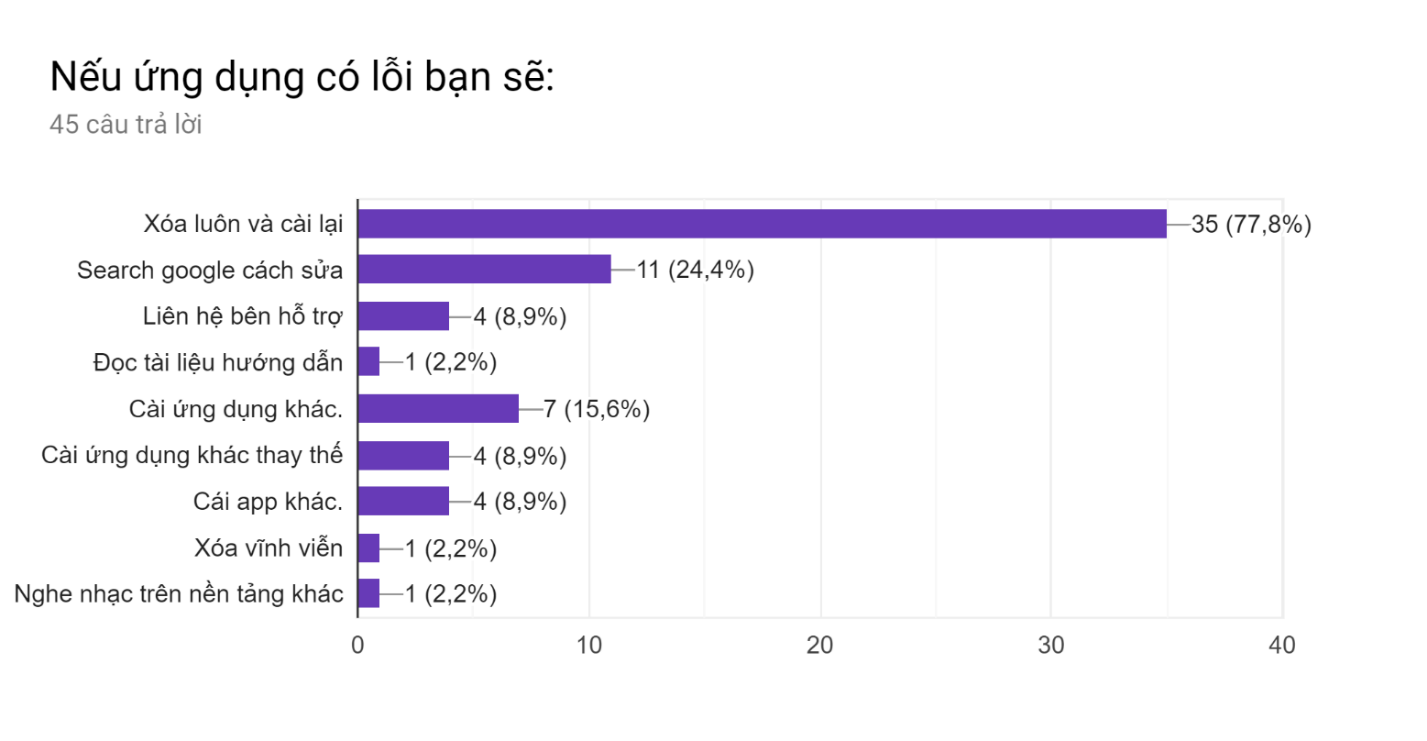 Nếu ứng dụng có lỗi bạn sẽ:
45 câu trả lời
Xóa luôn và cài lại 35 (77,8%)
Search google cách sửa 11 (24,4%)
Liên hệ bên hỗ trợ 4 (8,9%)
Đọc tài liệu hướng dẫn 1 (2,2%)
Cài ứng dụng khác. 7 (15,6%)
Cài ứng dụng khác thay thế 4 (8,9%)
Cái app khác. 4 (8,9%)
Xóa vĩnh viễn 1 (2,2%)
Nghe nhạc trên nền tảng khác 1 (2,2%)
0 10 20 30 40